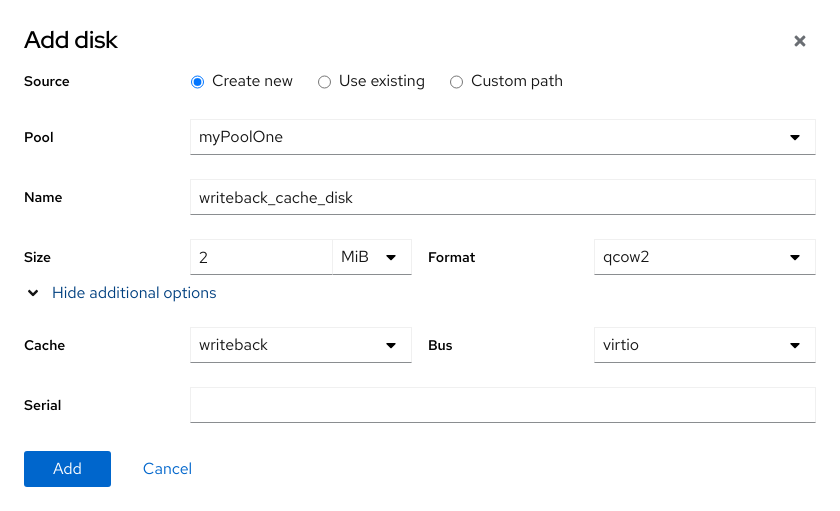 Add disk
Source Create new Use existing Custom path
Pool myPoolOne
Name writeback_cache_disk
Size 2 MiB Format qcow2
Hide additional options
Cache writeback Bus virtio
Serial
Add Cancel